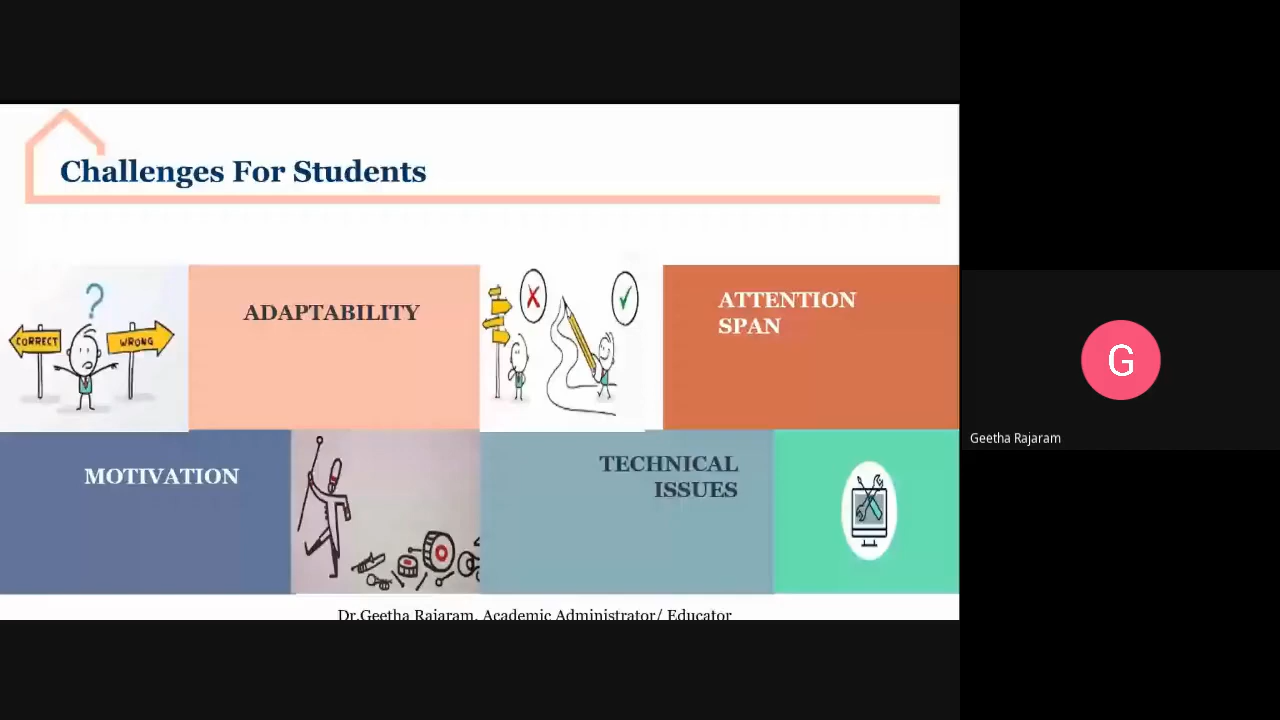 Challenges For Students
?
CORRECT
WRONG
ADAPTABILITY
ATTENTION
SPAN
MOTIVATION
TECHNICAL
ISSUES
Dr.Geetha Rajaram, Academic Administrator/ Educator
G
Geetha Rajaram